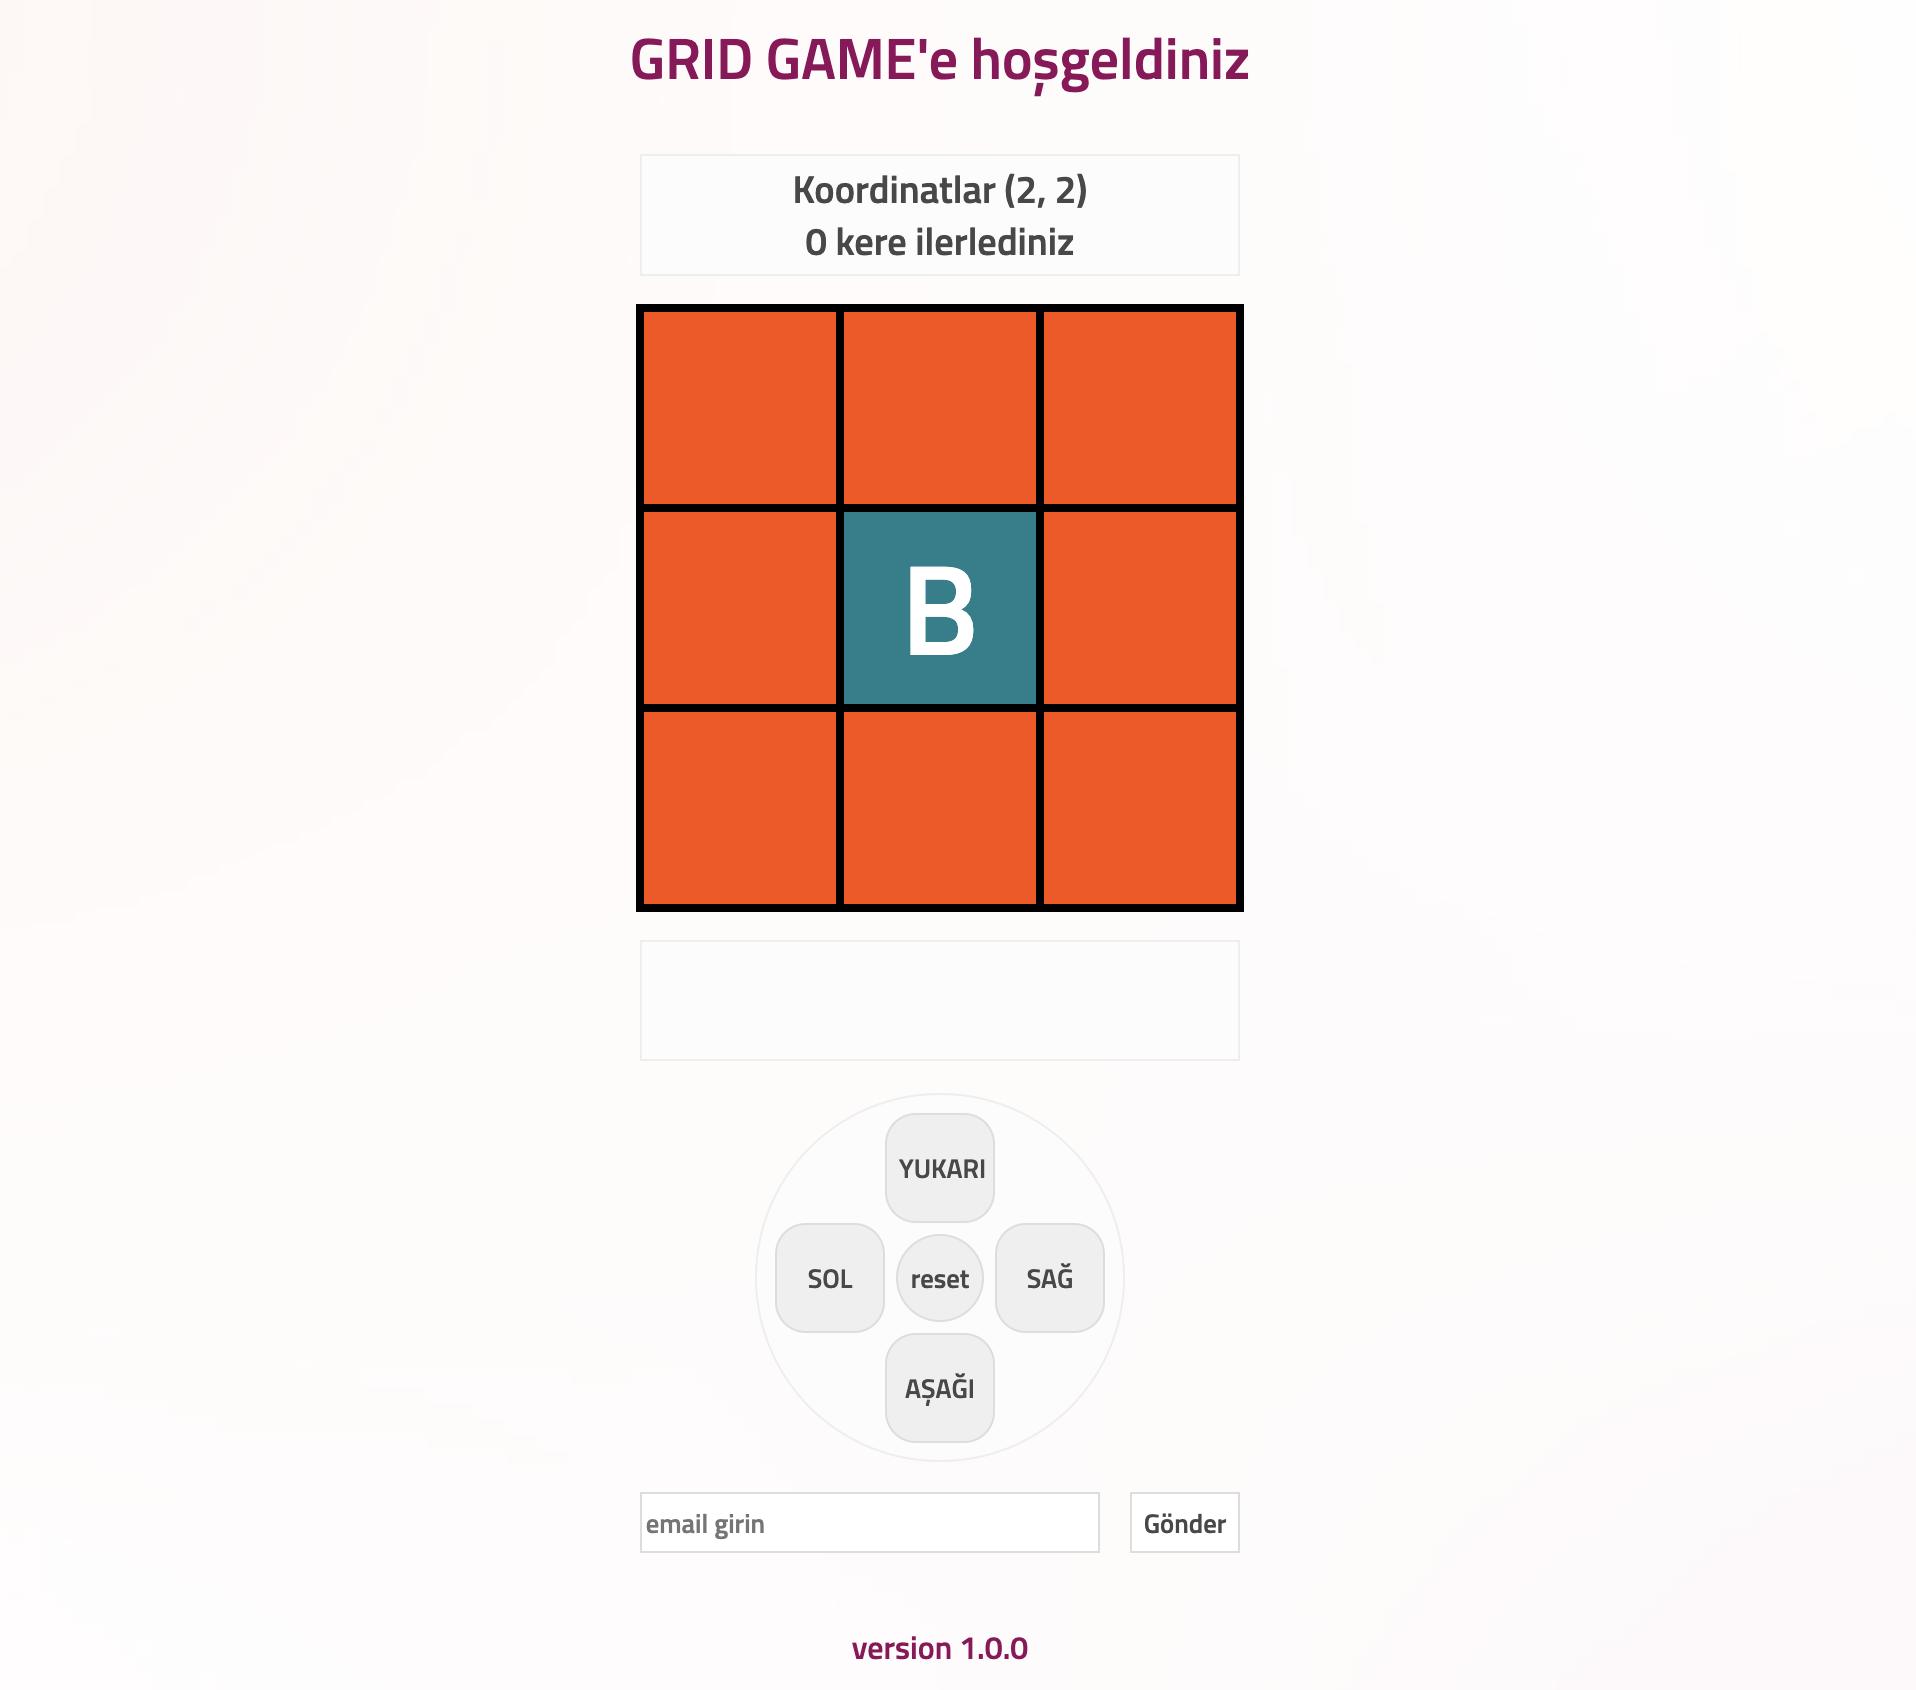 GRID GAME'e hoşgeldiniz
Koordinatlar (2, 2)
0 kere ilerlediniz
B
YUKARI
SOL
reset
SAĞ
AŞAĞI
email girin
Gönder
version 1.0.0